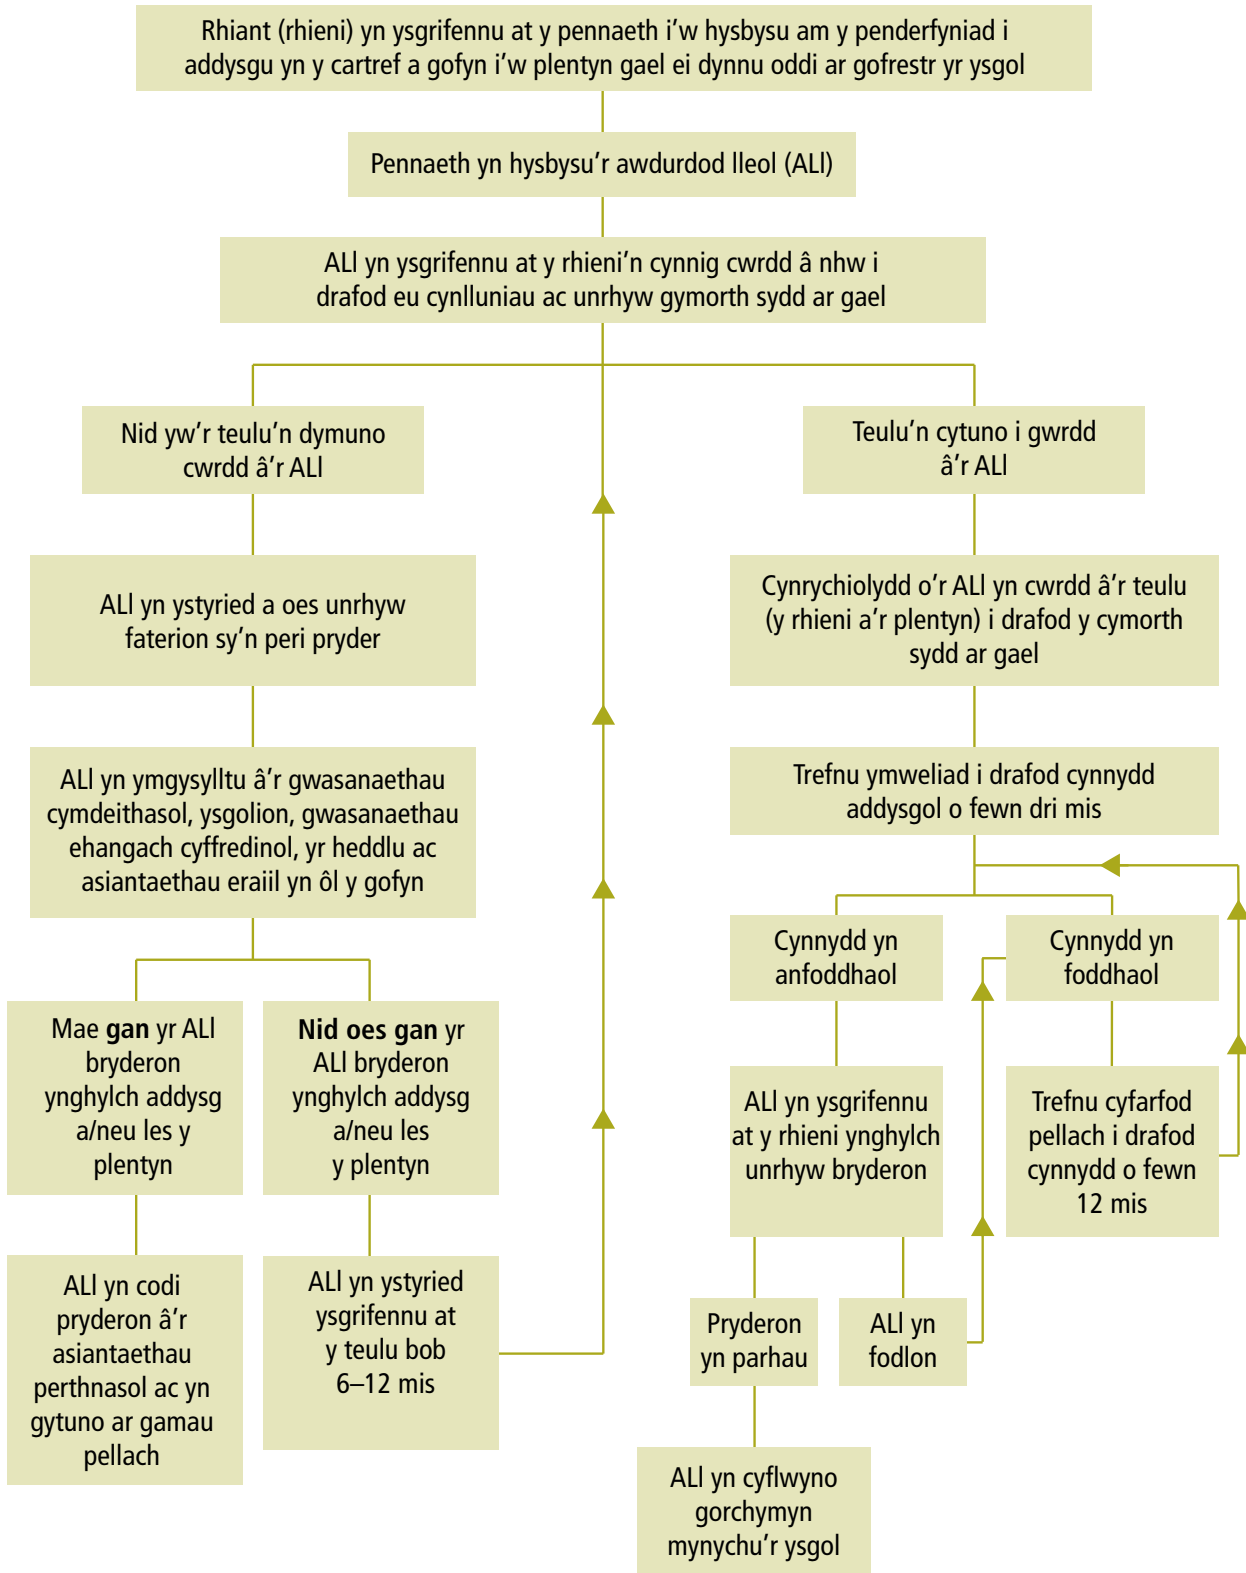 Rhiant (rhieni) yn ysgrifennu at y pennaeth i’w hysbysu am y penderfyniad i
addysgu yn y cartref a gofyn i’w plentyn gael ei dynnu oddi ar gofrestr yr ysgol
Pennaeth yn hysbysu’r awdurdod lleol (ALl)
ALl yn ysgrifennu at y rhieni’n cynnig cwrdd â nhw i
drafod eu cynlluniau ac unrhyw gymorth sydd ar gael
Nid yw’r teulu’n dymuno
cwrdd â’r ALl
ALl yn ystyried a oes unrhyw
faterion sy’n peri pryder
ALl yn ymgysylltu â’r gwasanaethau
cymdeithasol, ysgolion, gwasanaethau
ehangach cyffredinol, yr heddlu ac
asiantaethau eraiil yn ôl y gofyn
Mae gan yr ALl
bryderon
ynghylch addysg
a/neu les y
plentyn
ALl yn codi
pryderon â’r
asiantaethau
perthnasol ac yn
gytuno ar gamau
pellach
Nid oes gan yr
ALl bryderon
ynghylch addysg
a/neu les
y plentyn
ALl yn ystyried
ysgrifennu at
y teulu bob
6–12 mis
Teulu’n cytuno i gwrdd
â’r ALl
Cynrychiolydd o’r ALl yn cwrdd â’r teulu
(y rhieni a’r plentyn) i drafod y cymorth
sydd ar gael
Trefnu ymweliad i drafod cynnydd
addysgol o fewn dri mis
Cynnydd yn
anfoddhaol
ALl yn ysgrifennu
at y rhieni ynghylch
unrhyw bryderon
Pryderon
yn parhau
ALl yn cyflwyno
gorchymyn
mynychu’r ysgol
ALl yn
fodlon
Cynnydd yn
foddhaol
Trefnu cyfarfod
pellach i drafod
cynnydd o fewn
12 mis